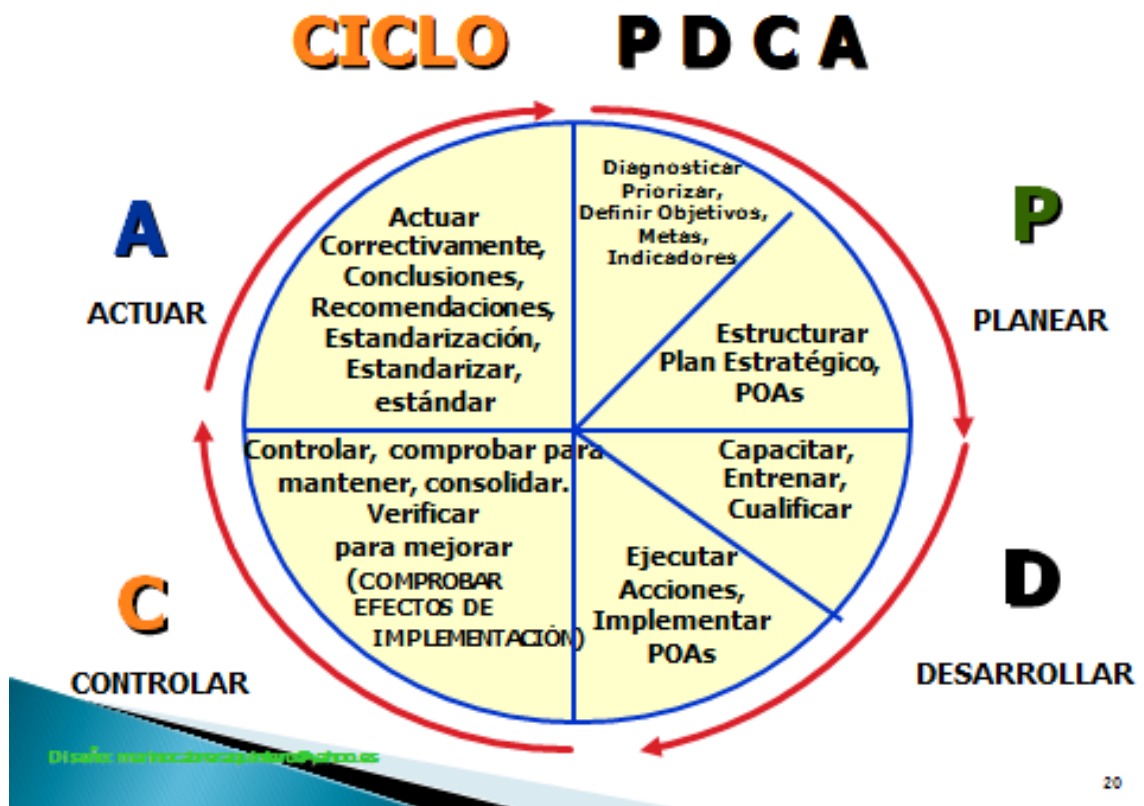 CICLO P D C A
Diagnosticar
Priorizar,
Definir Objetivos,
Metas,
Indicadores
P
PLANEAR
Estructurar
Plan Estratégico,
POAs
Capacitar,
Entrenar,
Cualificar
D
DESARROLLAR
Ejecutar
Acciones,
Implementar
POAs
Controlar, comprobar para
mantener, consolidar.
Verificar
para mejorar
(COMPROBAR
EFECTOS DE
IMPLEMENTACIÓN)
C
CONTROLAR
Actuar
Correctivamente,
Conclusiones,
Recomendaciones,
Estandarización,
Estandarizar,
estándar
A
ACTUAR
Diseño:
20